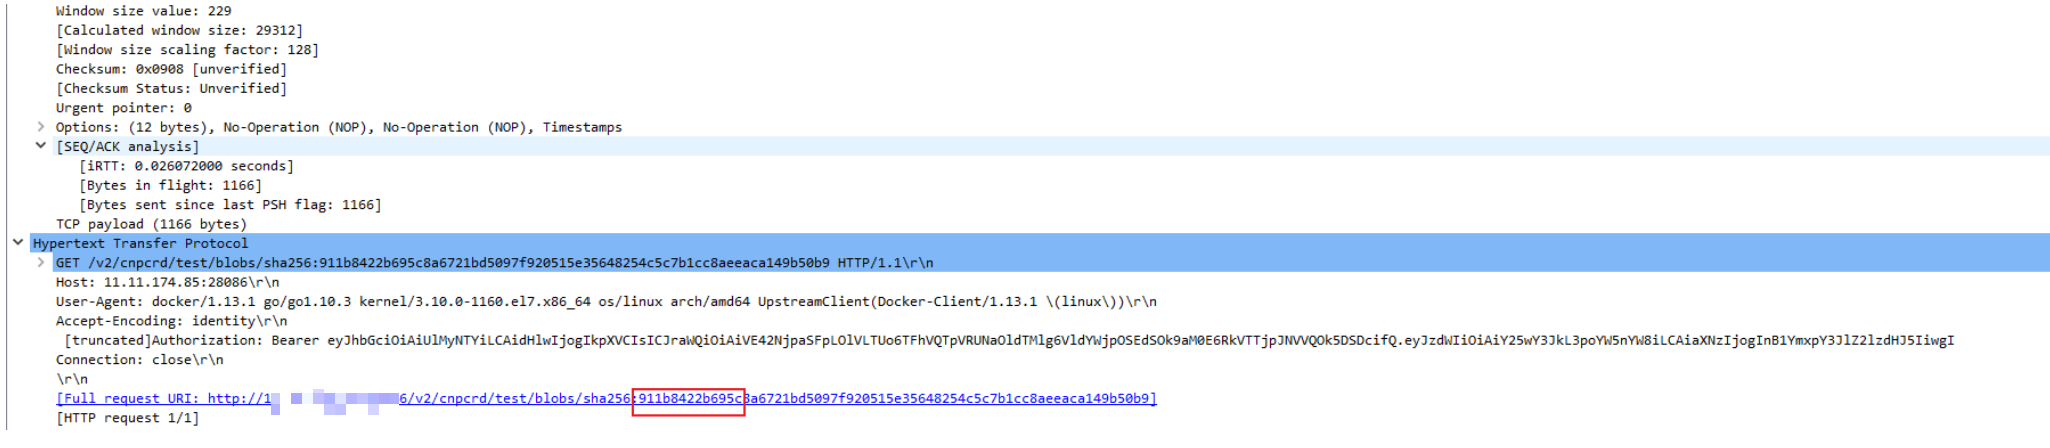 Window size value: 229
[Calculated window size: 29312]
[Window size scaling factor: 128]
Checksum: 0x0908 [unverified]
[Checksum Status: Unverified]
Urgent pointer: 0
Options: (12 bytes), No-Operation (NOP), No-Operation (NOP), Timestamps
[SEQ/ACK analysis]
[iRTT: 0.026072000 seconds]
[Bytes in flight: 1166]
[Bytes sent since last PSH flag: 1166]
TCP payload (1166 bytes)
Hypertext Transfer Protocol
GET /v2/cnpcrd/test/blobs/sha256:911b8422b695c8a6721bd5097f920515e35648254c5c7b1cc8aeeaca149b50b9 HTTP/1.1\r\n
Host: 11.11.174.85:28086\r\n
User-Agent: docker/1.13.1 go/go1.10.3 kernel/3.10.0-1160.el7.x86_64 os/linux arch/amd64 UpstreamClient(Docker-Client/1.13.1 \(linux\))\r\n
Accept-Encoding: identity\r\n
[truncated]Authorization: Bearer eyJhbGciOiAiUlMyNTYiLCAidHlwIjogIkpXVCIsICJraWQiOiAiVE42NjpaSFpLOlVLTUo6TFhVQTpVRUNaOldTMlg6VldYWjpOSEdSOk9aM0E6RkVTTjpJNVVQOk5DSDcifQ.eyJzdWIiOiAiY25wY3JkL3poYW5nYW8iLCAiaXNzIjogInB1YmxpY3JlZ2lzdHJ5IiwgI
Connection: close\r\n
\r\n
[Full request URI: http://1 6/v2/cnpcrd/test/blobs/sha256:911b8422b695c8a6721bd5097f920515e35648254c5c7b1cc8aeeaca149b50b9]
[HTTP request 1/1]